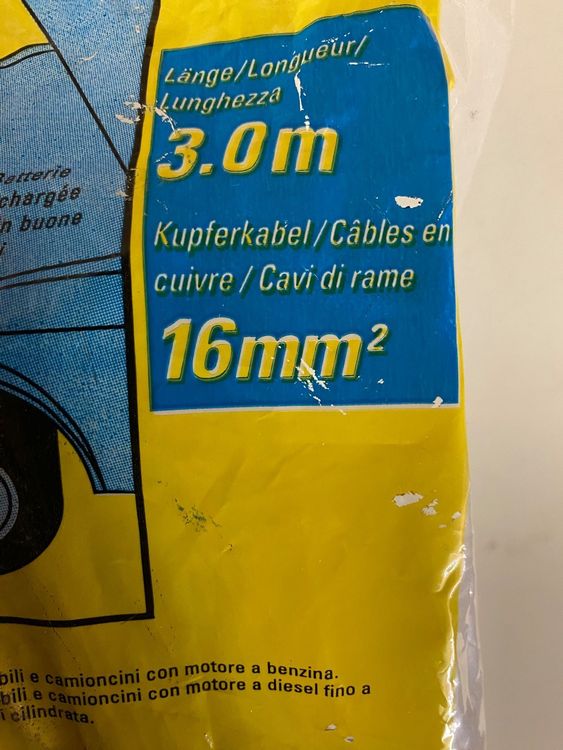 Länge/Longueur/
Lunghezza
3.0m
Kupferkabel/Câbles en
cuivre/Cavi di rame
16mm²
Batterie
chargée
n buone
i
bili e camioncini con motore a benzina.
bili e camioncini con motore a diesel fino a
i cilindrata.